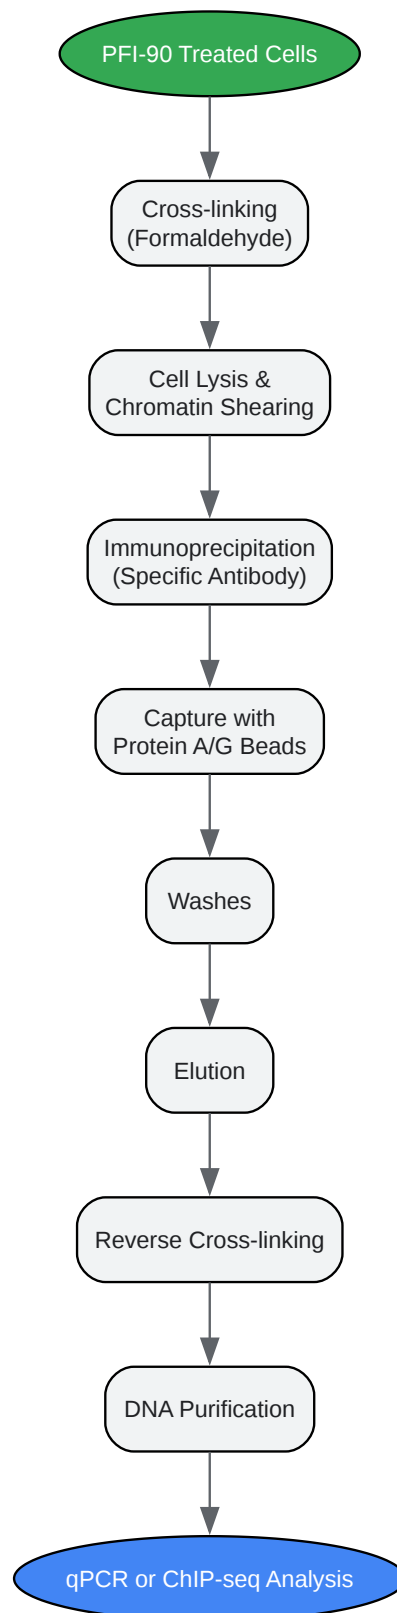 PFI-90 Treated Cells
Cross-linking
(Formaldehyde)
Cell Lysis &
Chromatin Shearing
Immunoprecipitation
(Specific Antibody)
Capture with
Protein A/G Beads
Washes
Elution
Reverse Cross-linking
DNA Purification
qPCR or ChIP-seq Analysis